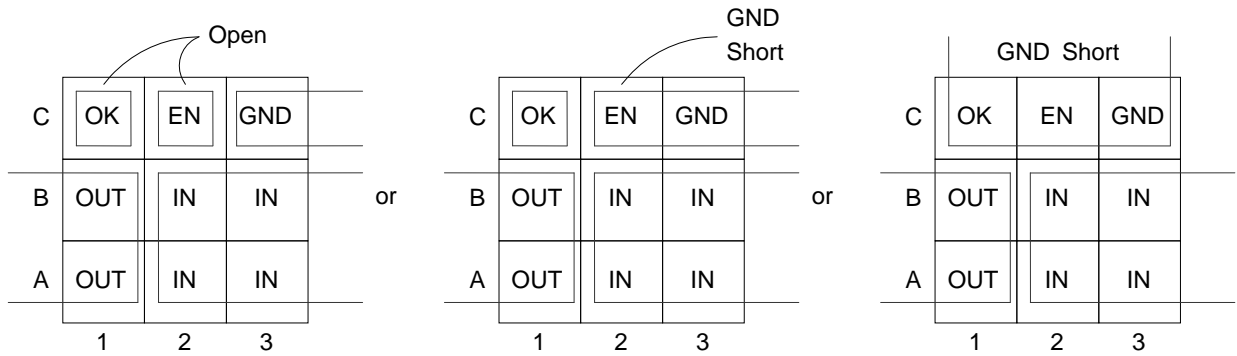 Open
C OK EN GND
B OUT IN IN
A OUT IN IN
1 2 3
or
GND
Short
C OK EN GND
B OUT IN IN
A OUT IN IN
1 2 3
or
GND Short
C OK EN GND
B OUT IN IN
A OUT IN IN
1 2 3